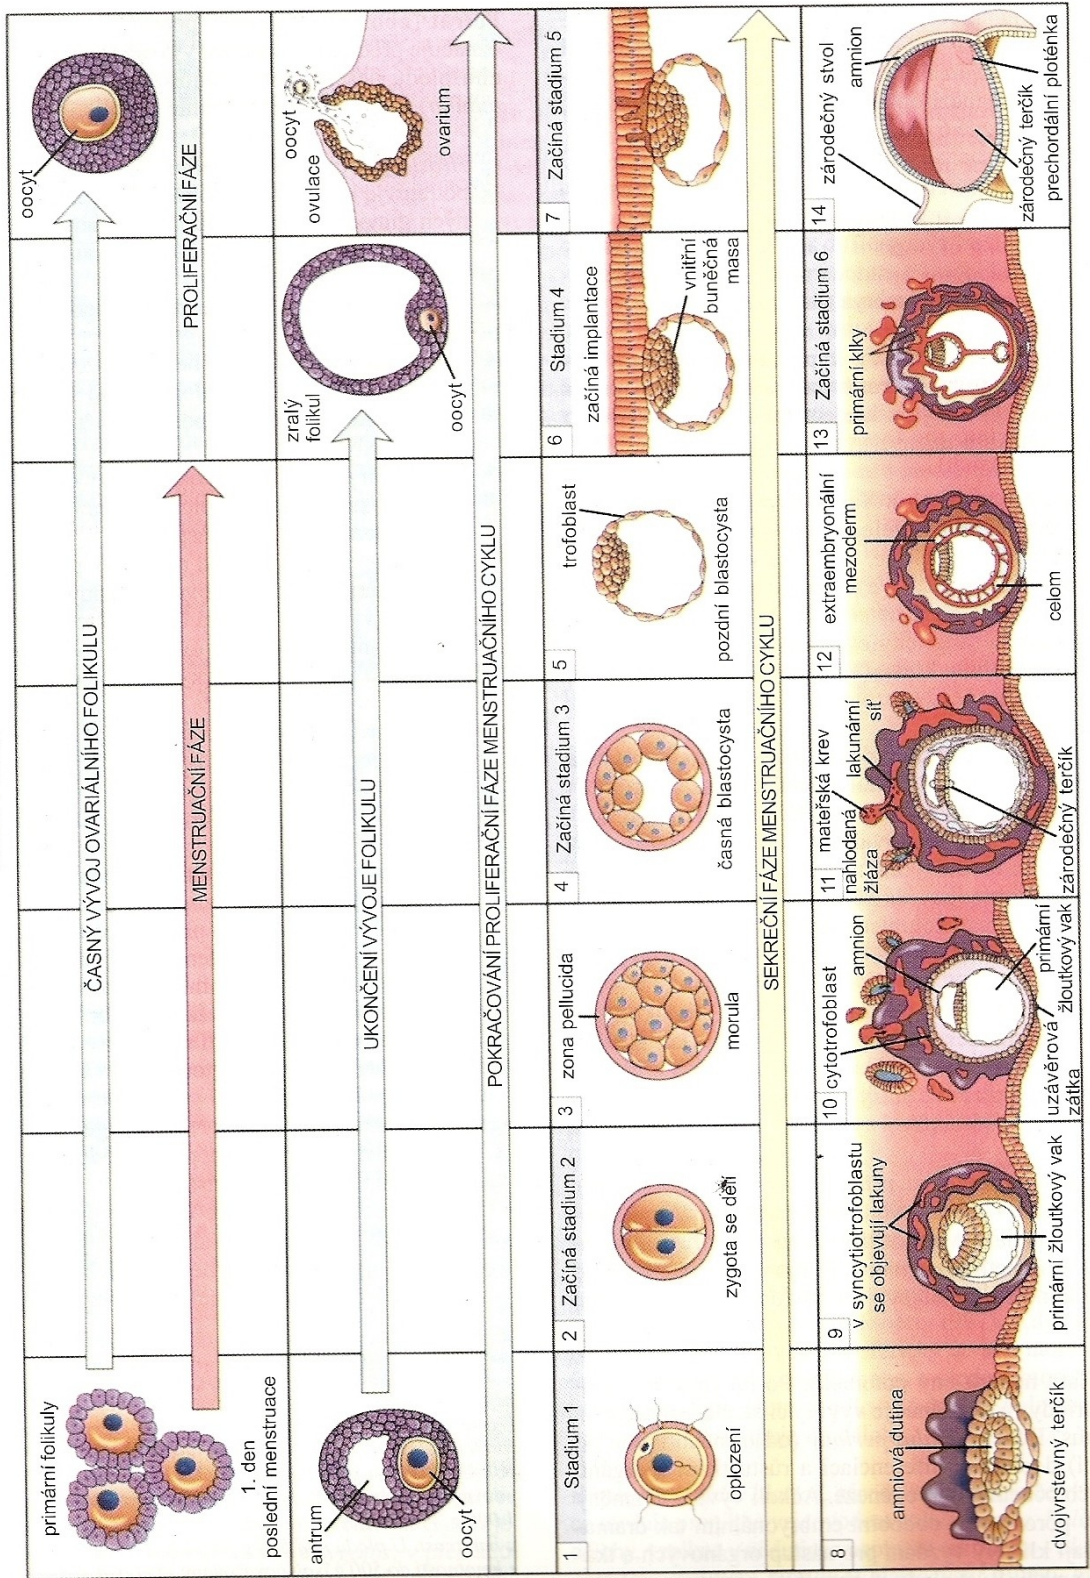 primární folikuly
1. den
poslední menstruace
ČASNÝ VÝVOJ OVARIÁLNÍHO FOLIKULU
MENSTRUAČNÍ FÁZE
oocyt
PROLIFERAČNÍ FÁZE
antrum
oocyt
UKONČENÍ VÝVOJE FOLIKULU
POKRAČOVÁNÍ PROLIFERAČNÍ FÁZE MENSTRUAČNÍHO CYKLU
zralý
folikul
oocyt
oocyt
ovulace
ovarium
1
Stadium 1
oplození
2
Začíná stadium 2
zygota se dělí
3
zona pellucida
morula
4
Začíná stadium 3
časná blastocysta
5
trofoblast
pozdní blastocysta
6
Stadium 4
začíná implantace
vnitřní
buněčná
masa
7
Začíná stadium 5
SEKREČNÍ FÁZE MENSTRUAČNÍHO CYKLU
8
amniová dutina
dvojvrstevný terčík
9
v syncytiotrofoblastu
se objevují lakuny
primární žloutkový vak
10 cytotrofoblast
amnion
uzávěrová
zátka
primární
žloutkový vak
11 mateřská krev
nahlodaná
žláza
lakunární
síť
zárodečný terčík
12
extraembryonální
mezoderm
celom
13
Začíná stadium 6
primární klky
14
zárodečný stvol
amnion
zárodečný terčík
prechordální ploténka